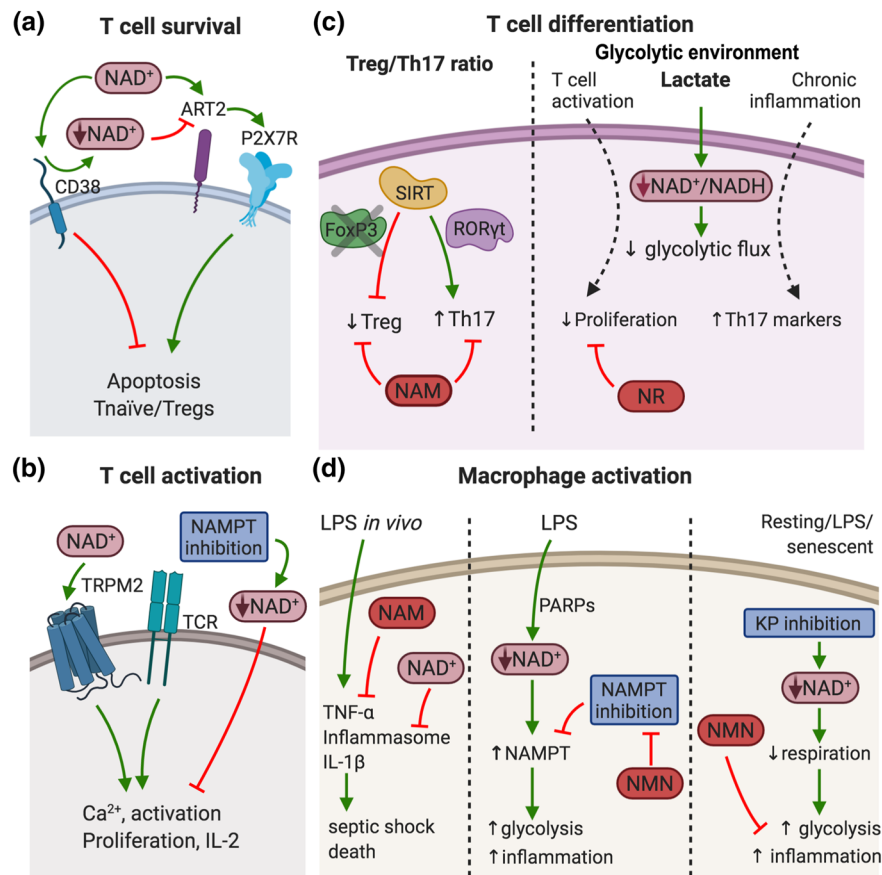 (a) T cell survival
NAD⁺
ART2
↓NAD⁺
P2X7R
CD38
Apoptosis
Tnaïve/Tregs
(c) T cell differentiation
Treg/Th17 ratio
Glycolytic environment
T cell
activation
Lactate
Chronic
inflammation
SIRT
FoxP3
RORγt
↓NAD⁺/NADH
↓ glycolytic flux
↓Treg
↑Th17
↓Proliferation
↑Th17 markers
NAM
NR
(b) T cell activation
NAD⁺
NAMPT
inhibition
TRPM2
TCR
↓NAD⁺
Ca²⁺, activation
Proliferation, IL-2
(d) Macrophage activation
LPS in vivo
NAM
NAD⁺
TNF-α
Inflammasome
IL-1β
septic shock
death
LPS
PARPs
↓NAD⁺
NAMPT
inhibition
↑NAMPT
NMN
↑glycolysis
↑inflammation
Resting/LPS/
senescent
KP inhibition
↓NAD⁺
NMN
↓respiration
↑ glycolysis
↑ inflammation